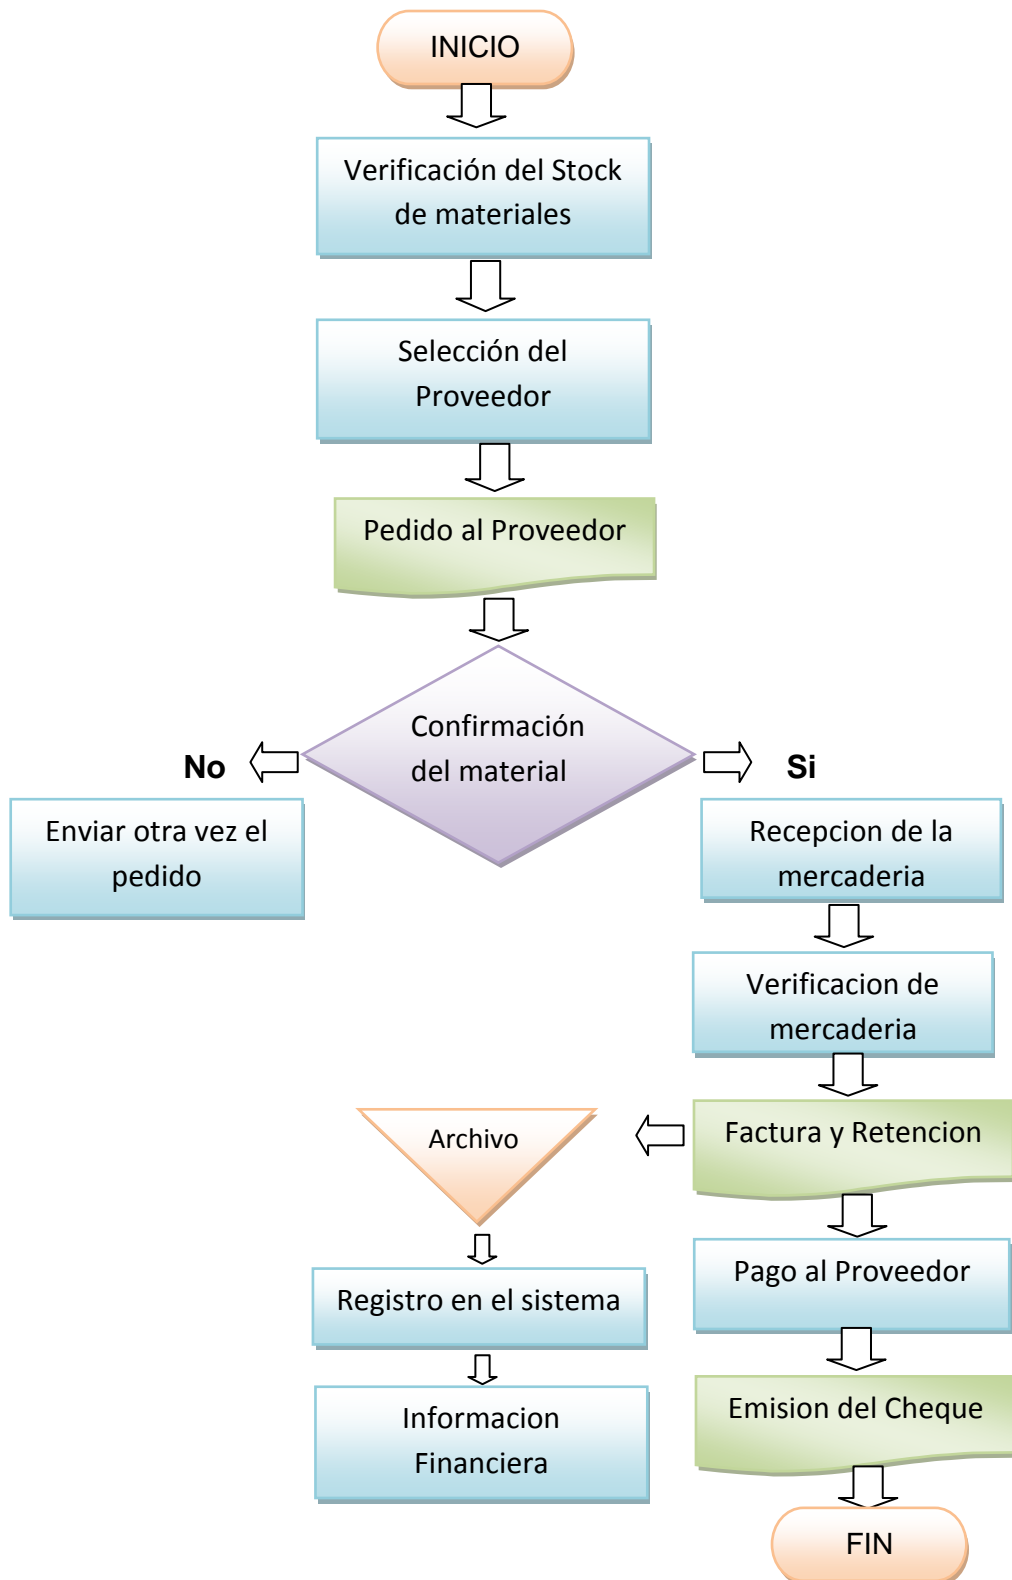 INICIO
Verificación del Stock
de materiales
Selección del
Proveedor
Pedido al Proveedor
Confirmación
del material
No
Si
Enviar otra vez el
pedido
Recepcion de la
mercaderia
Verificacion de
mercaderia
Factura y Retencion
Archivo
Pago al Proveedor
Registro en el sistema
Emision del Cheque
Informacion
Financiera
FIN